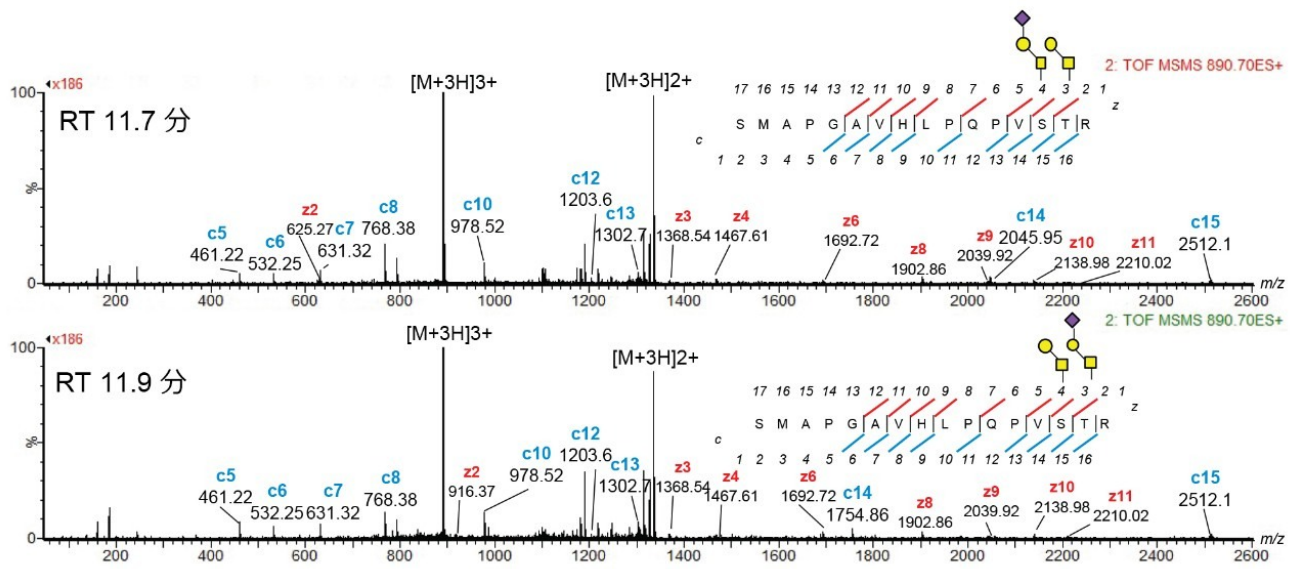 2: TOF MSMS 890.70ES+
x186
[M+3H]3+
[M+3H]2+
100
RT 11.7 分
%
0
17 16 15 14 13 12 11 10 9 8 7 6 5 4 3 2 1
z
S M A P G A V H L P Q P V S T R
c
1 2 3 4 5 6 7 8 9 10 11 12 13 14 15 16
c5
461.22
c6
532.25
z2
625.27
c7
631.32
c8
768.38
c10
978.52
c12
1203.6
c13
1302.7
z3
1368.54
z4
1467.61
z6
1692.72
z8
1902.86
z9
2039.92
c14
2045.95
z10
2138.98
z11
2210.02
c15
2512.1
200 400 600 800 1000 1200 1400 1600 1800 2000 2200 2400 2600 m/z
2: TOF MSMS 890.70ES+
x186
[M+3H]3+
[M+3H]2+
100
RT 11.9 分
%
0
17 16 15 14 13 12 11 10 9 8 7 6 5 4 3 2 1
z
S M A P G A V H L P Q P V S T R
c
1 2 3 4 5 6 7 8 9 10 11 12 13 14 15 16
c5
461.22
c6
532.25
c7
631.32
c8
768.38
z2
916.37
c10
978.52
c12
1203.6
c13
1302.7
z3
1368.54
z4
1467.61
z6
1692.72
c14
1754.86
z8
1902.86
z9
2039.92
z10
2138.98
z11
2210.02
c15
2512.1
200 400 600 800 1000 1200 1400 1600 1800 2000 2200 2400 2600 m/z